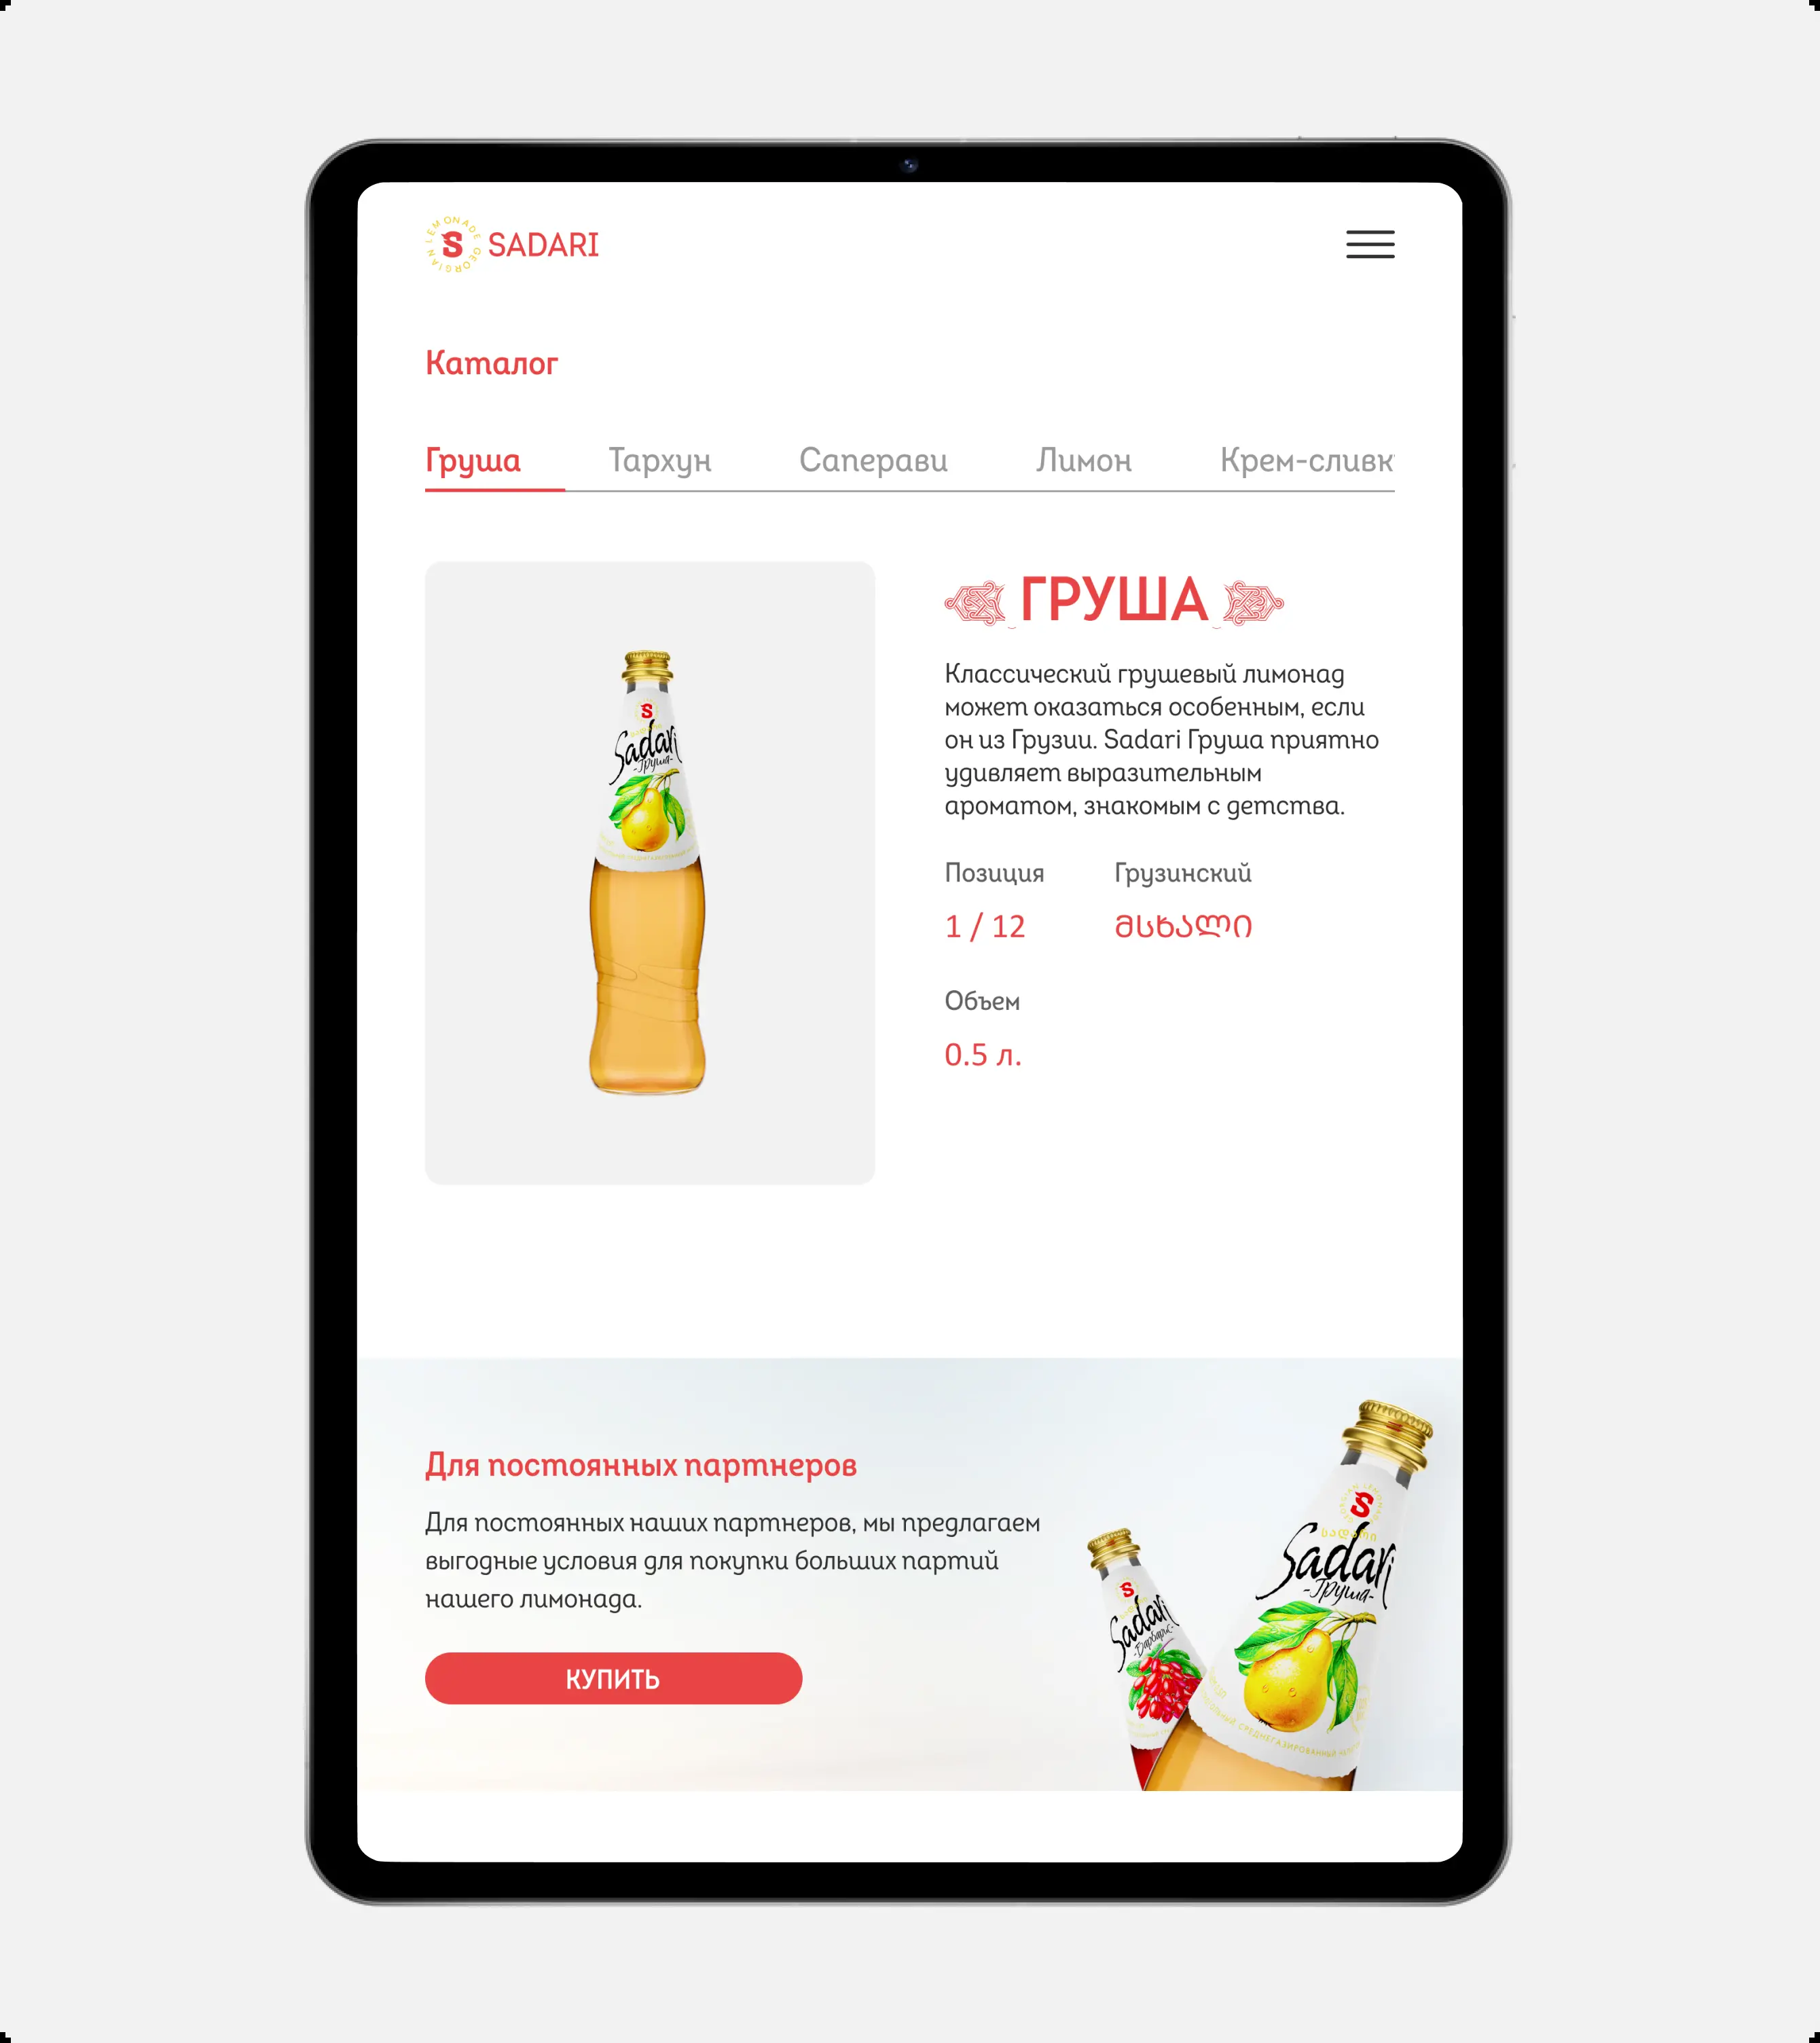 LEMONADE GEORGIAN
S SADARI
Каталог
Груша Тархун Саперави Лимон Крем-сливк
ГРУША
S
Sadari
-Груша-
Классический грушевый лимонад
может оказаться особенным, если
он из Грузии. Sadari Груша приятно
удивляет выразительным
ароматом, знакомым с детства.
Позиция Грузинский
1 / 12 მსხალი
Объем
0.5 л.
Для постоянных партнеров
Для постоянных наших партнеров, мы предлагаем
выгодные условия для покупки больших партий
нашего лимонада.
КУПИТЬ
S
Sadari
-Барбарис-
S
სადარი
Sadari
-Груша-
СРЕДНЕГАЗИРОВАННЫЙ